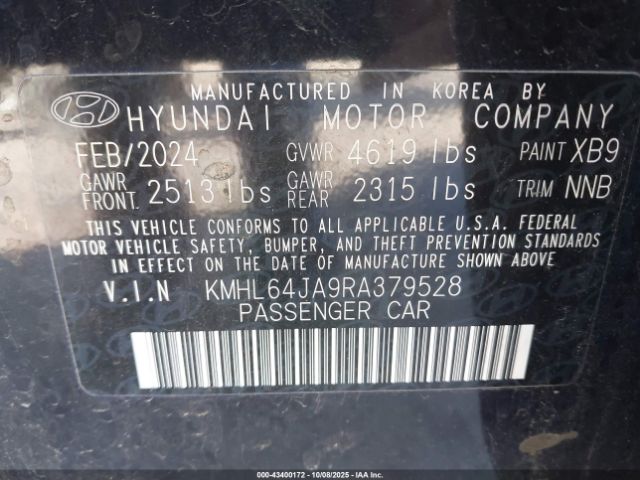 MANUFACTURED IN KOREA BY
HYUNDAI MOTOR COMPANY
FEB/2024 GVWR 4619 lbs PAINT XB9
GAWR FRONT 2513 lbs GAWR REAR 2315 lbs TRIM NNB
THIS VEHICLE CONFORMS TO ALL APPLICABLE U.S.A. FEDERAL
MOTOR VEHICLE SAFETY, BUMPER, AND THEFT PREVENTION STANDARDS
IN EFFECT ON THE DATE OF MANUFACTURE SHOWN ABOVE
V.I.N KMHL64JA9RA379528
PASSENGER CAR
000-43400172 | 10/08/2025 | IAAI.COM